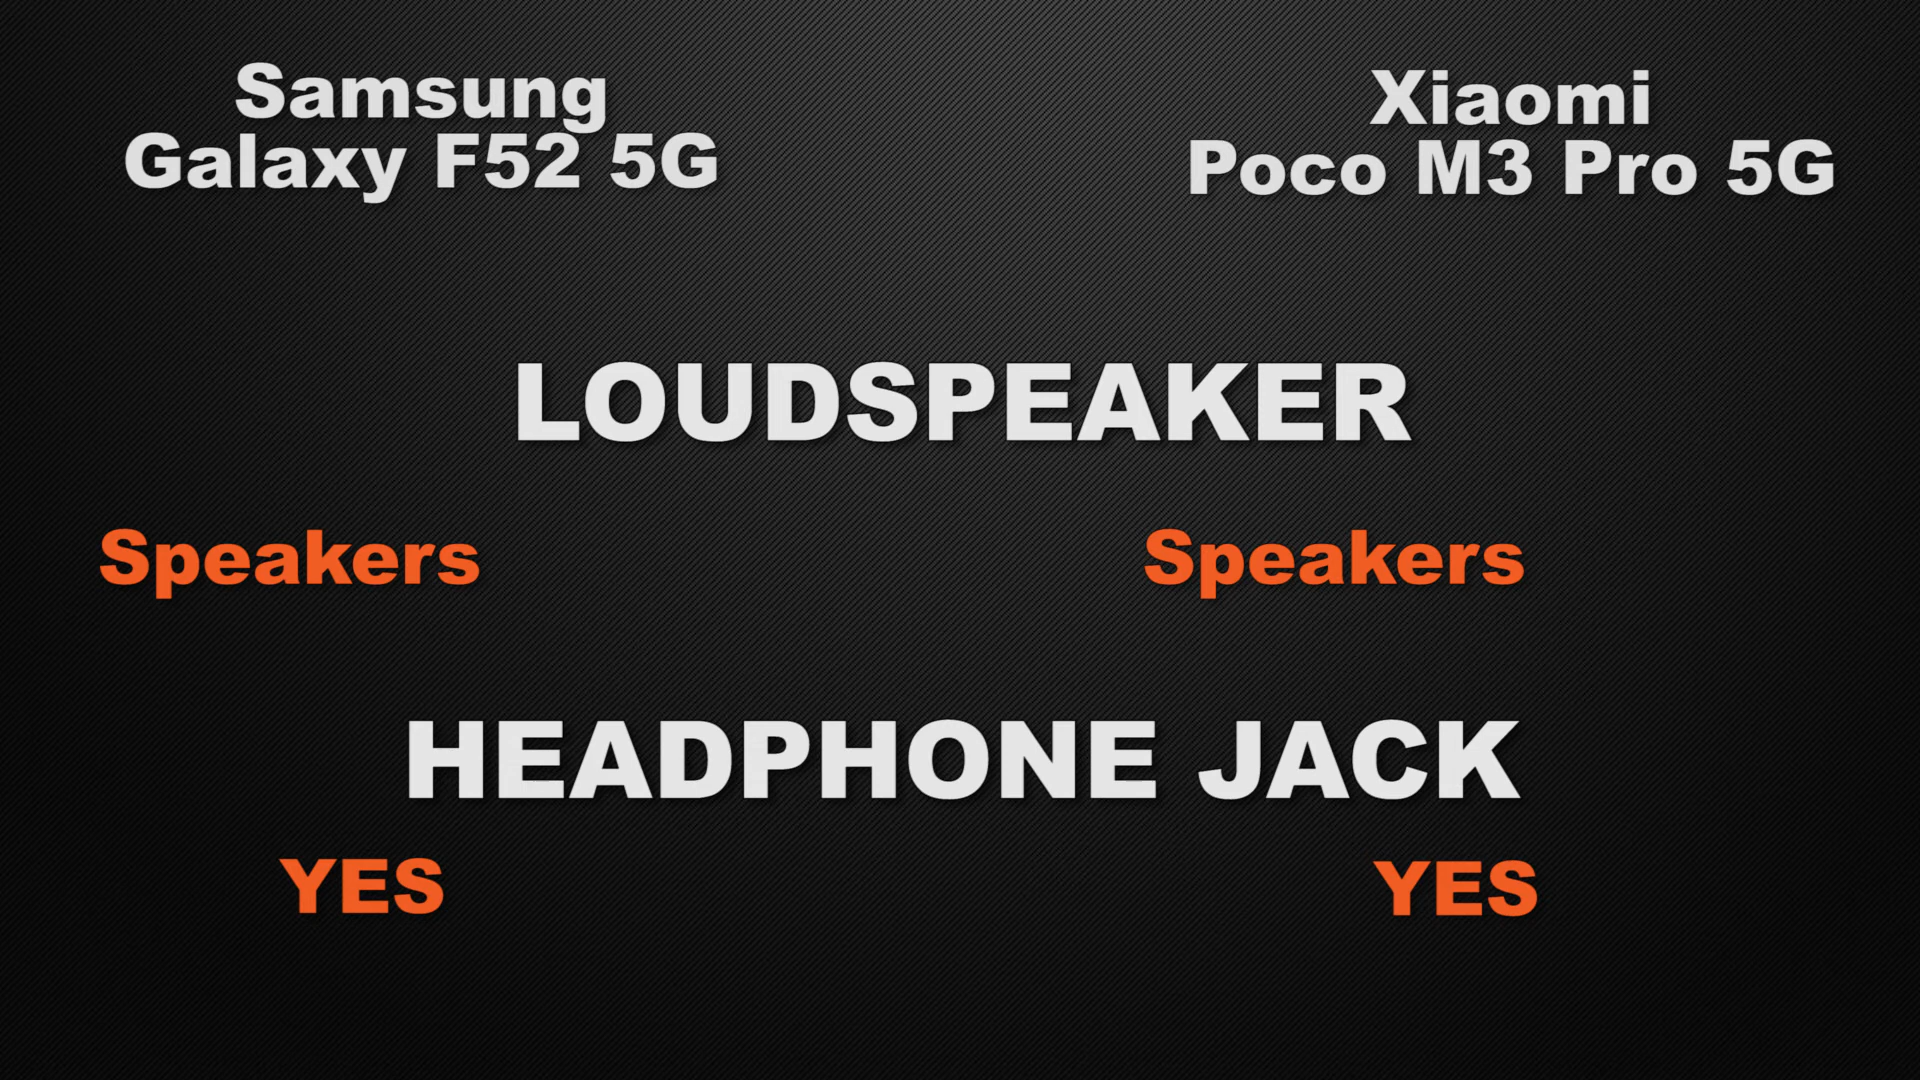 Samsung
Galaxy F52 5G
Xiaomi
Poco M3 Pro 5G
LOUDSPEAKER
Speakers
Speakers
HEADPHONE JACK
YES
YES